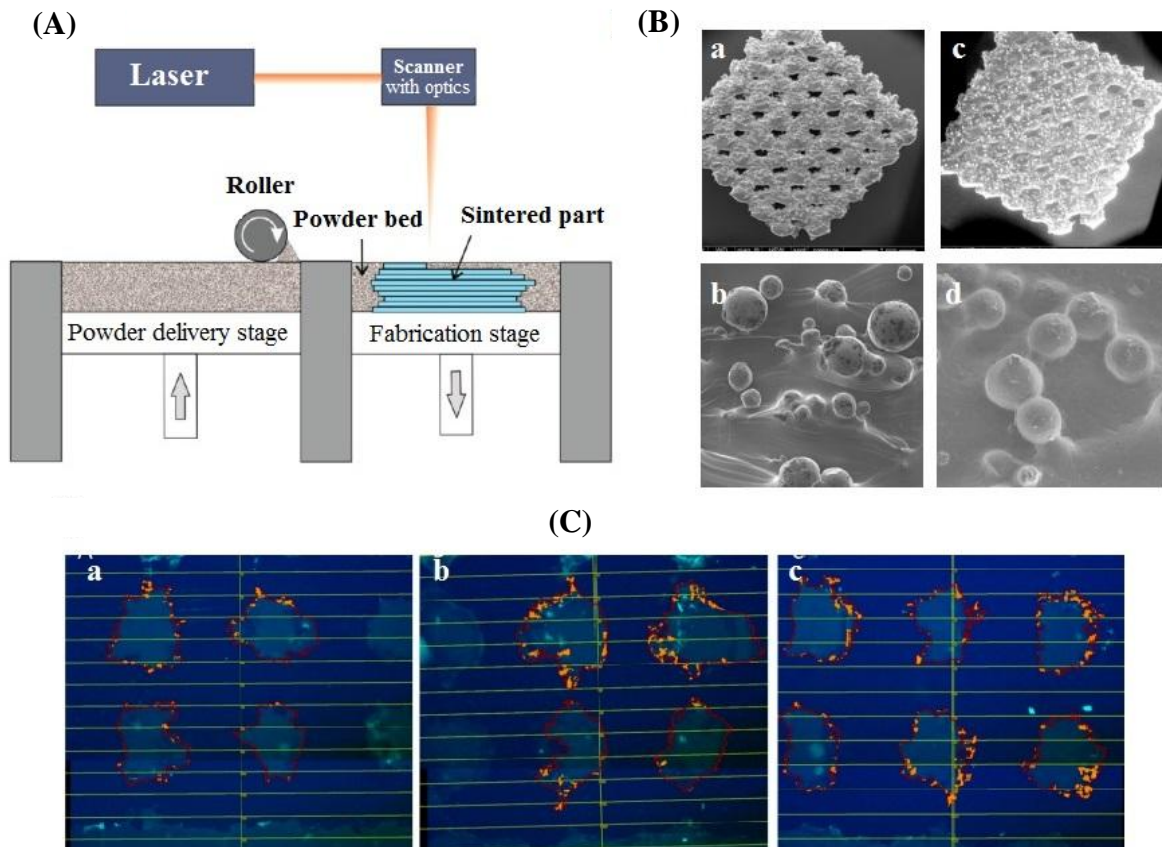 (A)
Laser
Scanner
with optics
Roller
Powder bed
Sintered part
Powder delivery stage
Fabrication stage
(B)
a
c
b
d
(C)
a
b
c